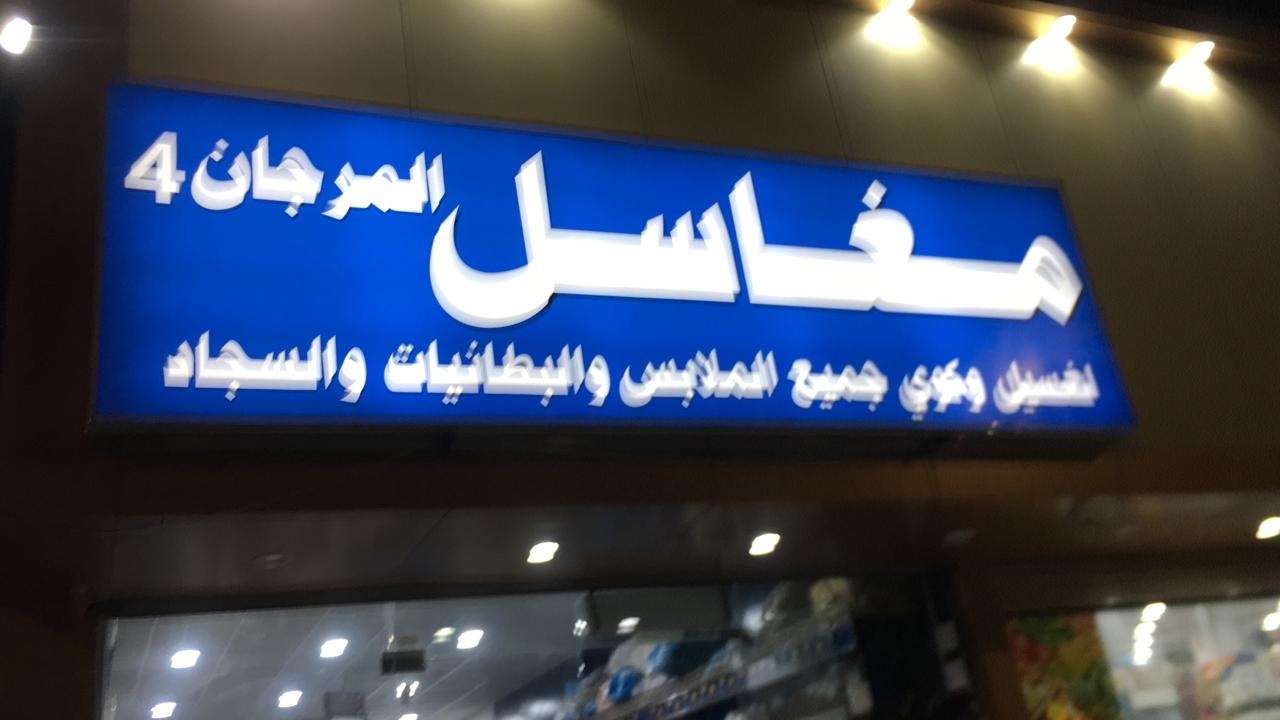 مغاسل المرجان 4
لغسيل وكوي جميع الملابس والبطانيات والسجاد